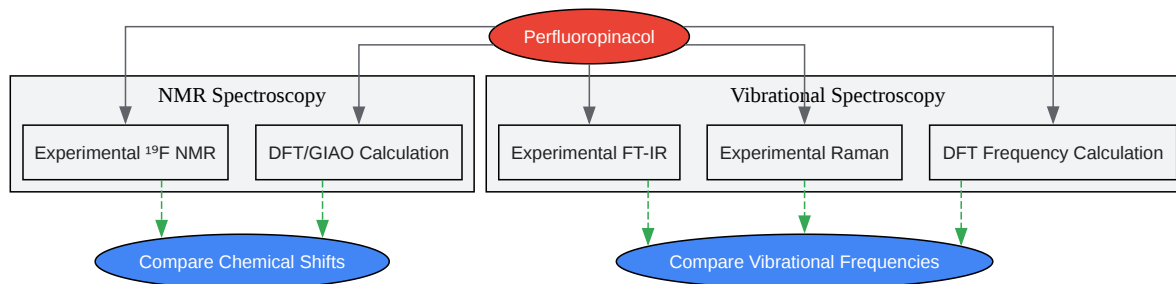 Perfluoropinacol
NMR Spectroscopy
Vibrational Spectroscopy
Experimental ¹⁹F NMR
DFT/GIAO Calculation
Experimental FT-IR
Experimental Raman
DFT Frequency Calculation
Compare Chemical Shifts
Compare Vibrational Frequencies